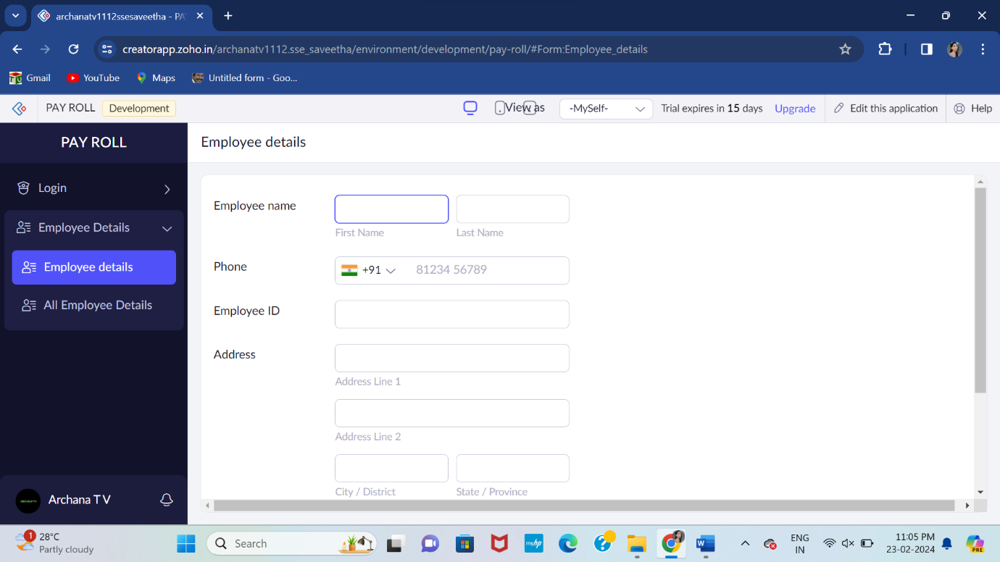 archanatv1112ssesaveetha - PA
creatorapp.zoho.in/archanatv1112.sse_saveetha/environment/development/pay-roll/#Form:Employee_details
Gmail YouTube Maps Untitled form - Goo...
PAY ROLL Development View as -MySelf- Trial expires in 15 days Upgrade Edit this application Help
PAY ROLL
Employee details
Login
Employee Details
Employee details
All Employee Details
Archana T V
Employee name
First Name Last Name
Phone +91 81234 56789
Employee ID
Address
Address Line 1
Address Line 2
City / District State / Province
1
28°C
Partly cloudy
Search
myhp
W
PRE
ENG
IN
11:05 PM
23-02-2024